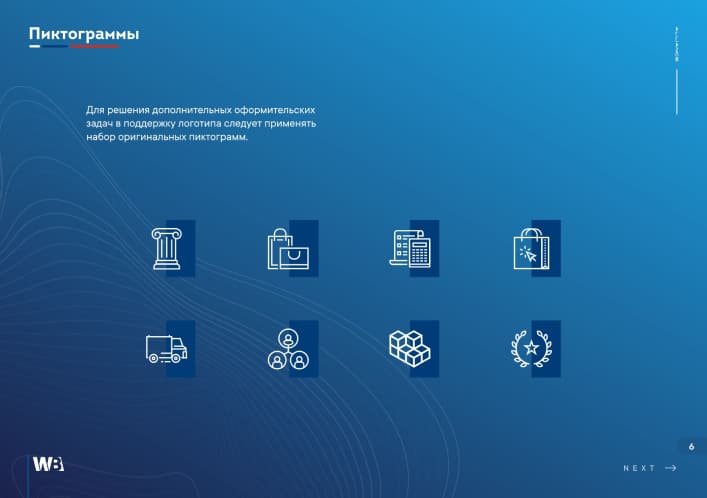 Пиктограммы
Для решения дополнительных оформительских
задач в поддержку логотипа следует применять
набор оригинальных пиктограмм.
6
WB
NEXT